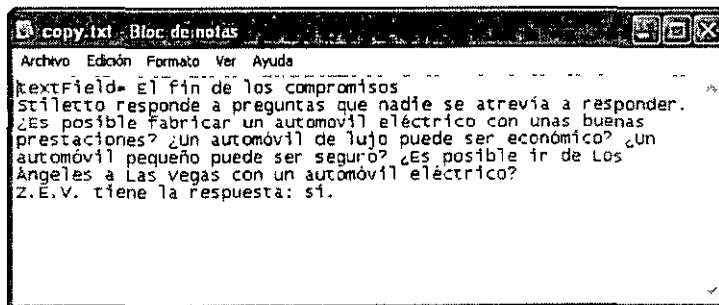 copy.txt - Bloc de notas
Archivo Edición Formato Ver Ayuda
textField= El fin de los compromisos
Stiletto responde a preguntas que nadie se atrevía a responder.
¿Es posible fabricar un automóvil eléctrico con unas buenas
prestaciones? ¿Un automóvil de lujo puede ser económico? ¿Un
automóvil pequeño puede ser seguro? ¿Es posible ir de Los
Ángeles a Las vegas con un automóvil eléctrico?
Z.E.V. tiene la respuesta: sí.